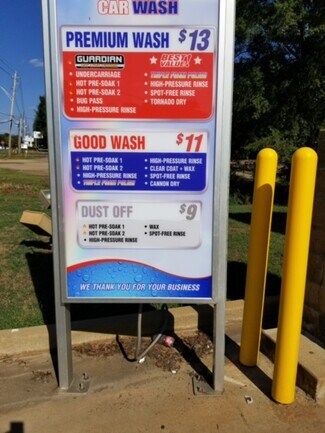 CAR WASH
PREMIUM WASH $13
GUARDIAN
BEST VALUE!
• UNDERCARRIAGE
• HOT PRE-SOAK 1
• HOT PRE-SOAK 2
• BUG PASS
• HIGH-PRESSURE RINSE
• TRIPLE FOAM POLISH
• HIGH-PRESSURE RINSE
• SPOT-FREE RINSE
• TORNADO DRY
GOOD WASH $11
• HOT PRE-SOAK 1
• HOT PRE-SOAK 2
• HIGH-PRESSURE RINSE
• TRIPLE FOAM POLISH
• HIGH-PRESSURE RINSE
• CLEAR COAT + WAX
• SPOT-FREE RINSE
• CANNON DRY
DUST OFF $9
• HOT PRE-SOAK 1
• HOT PRE-SOAK 2
• HIGH-PRESSURE RINSE
• WAX
• SPOT-FREE RINSE
WE THANK YOU FOR YOUR BUSINESS